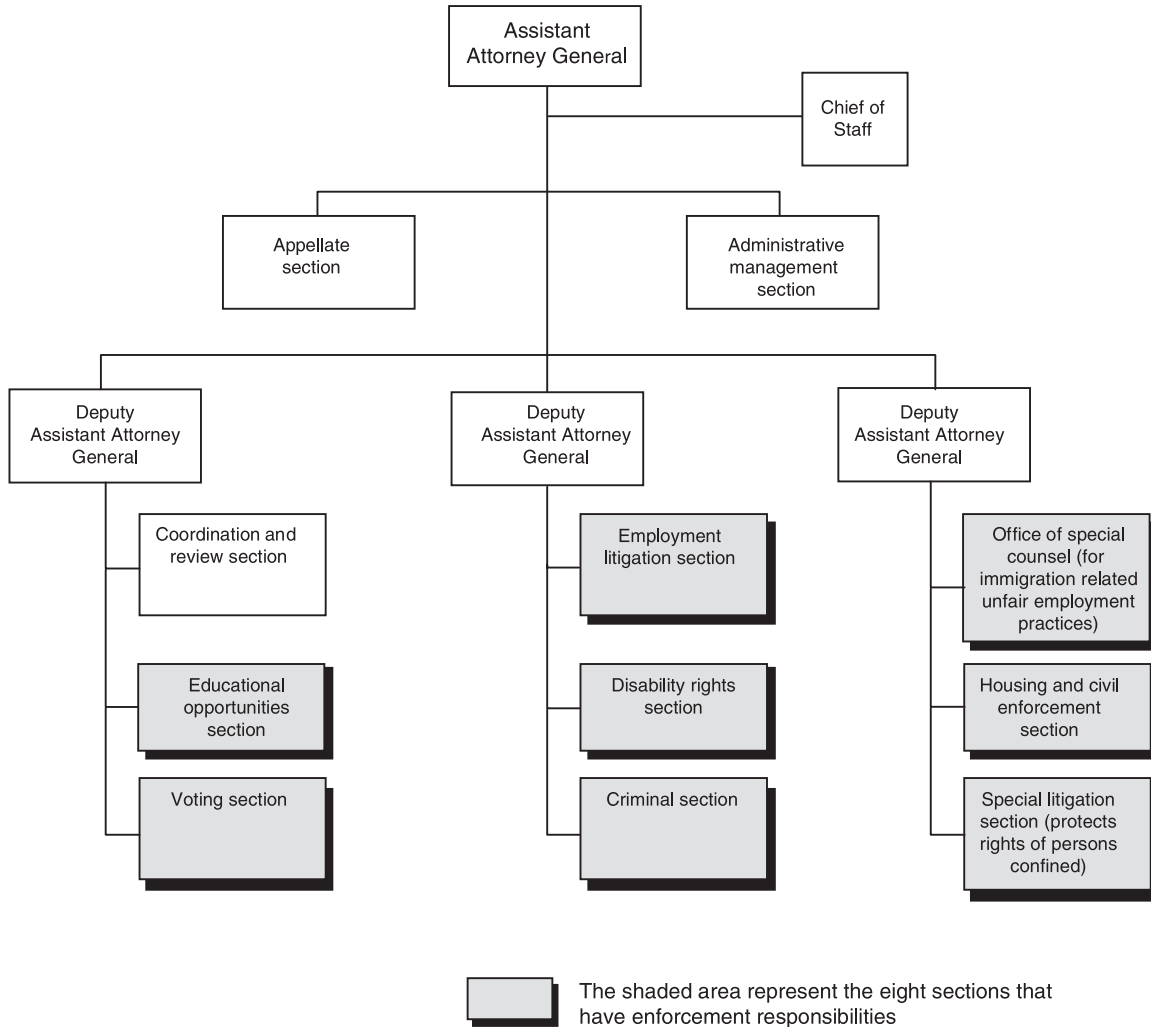 Assistant
Attorney General
Chief of
Staff
Appellate
section
Administrative
management
section
Deputy
Assistant Attorney
General
Deputy
Assistant Attorney
General
Deputy
Assistant Attorney
General
Coordination and
review section
Educational
opportunities
section
Voting section
Employment
litigation section
Disability rights
section
Criminal section
Office of special
counsel (for
immigration related
unfair employment
practices)
Housing and civil
enforcement
section
Special litigation
section (protects
rights of persons
confined)
The shaded area represent the eight sections that
have enforcement responsibilities